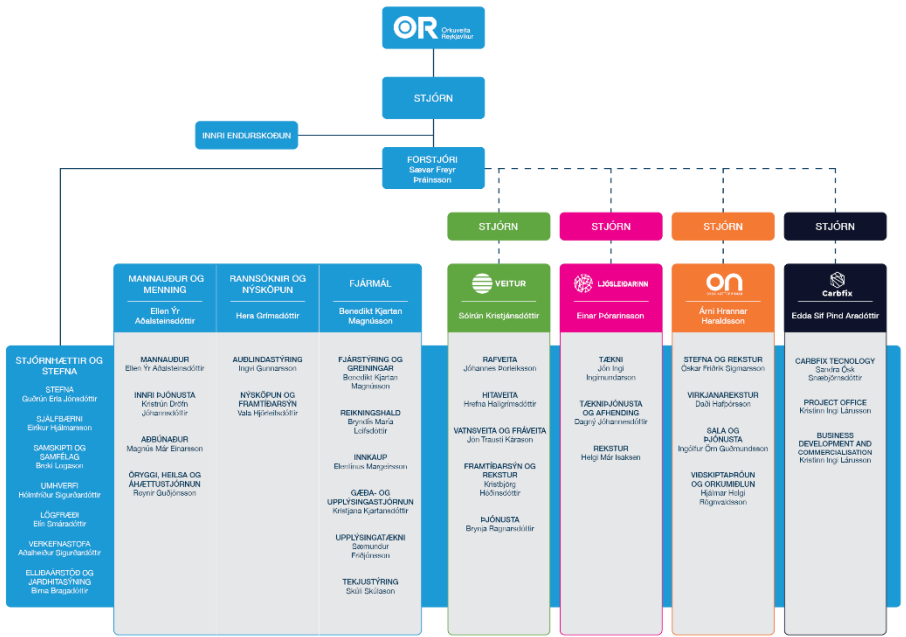 OR Orkuveita
Reykjavíkur
STJÓRN
INNRI ENDURSKOÐUN
FORSTJÓRI
Sævar Freyr
Þráinsson
STJÓRN
STJÓRN
STJÓRN
STJÓRN
MANNAUÐUR OG
MENNING
Ellen Ýr
Aðalsteinsdóttir
RANNSÓKNIR OG
NÝSKÖPUN
Hera Grímsdóttir
FJÁRMÁL
Benedikt Kjartan
Magnússon
VEITUR
Sólrún Kristjánsdóttir
LJÓSLEIÐARINN
Einar Þórarinsson
on
Árni Hrannar
Haraldsson
Carbfix
Edda Sif Pind Aradóttir
STJÓRNHÆTTIR OG
STEFNA
STEFNA
Guðrún Erla Jónsdóttir
SJÁLFBÆRNI
Eiríkur Hjálmarsson
SAMSKIPTI OG
SAMFÉLAG
Breki Logason
UMHVERFI
Hólmfríður Sigurðardóttir
LÖGFRÆÐI
Elín Smáradóttir
VERKEFNASTOFA
Aðalheiður Sigurðardóttir
ELLIÐAÁRSTÖÐ OG
JARÐHITASÝNING
Birna Bragadóttir
MANNAUÐUR
Ellen Ýr Aðalsteinsdóttir
INNRI ÞJÓNUSTA
Kristrún Dröfn
Jóhannsdóttir
AÐBÚNAÐUR
Magnús Már Einarsson
ÖRYGGI, HEILSA OG
ÁHÆTTUSTJÓRNUN
Reynir Guðjónsson
AUÐLINDASTÝRING
Ingvi Gunnarsson
NÝSKÖPUN OG
FRAMTÍÐARSÝN
Vala Hjörleifsdóttir
FJÁRSTÝRING OG
GREININGAR
Benedikt Kjartan
Magnússon
REIKNINGSHALD
Bryndís María
Leifsdóttir
INNKAUP
Elentínus Margeirsson
GÆÐA- OG
UPPLÝSINGASTJÓRNUN
Kristjana Kjartansdóttir
UPPLÝSINGATÆKNI
Sæmundur
Friðjónsson
TEKJUSTÝRING
Skúli Skúlason
RAFVEITA
Jóhannes Þorleiksson
HITAVEITA
Hrefna Hallgrímsdóttir
VATNSVEITA OG FRÁVEITA
Jón Trausti Kárason
FRAMTÍÐARSÝN OG
REKSTUR
Kristbjörg
Héðinsdóttir
ÞJÓNUSTA
Brynja Ragnarsdóttir
TÆKNI
Jón Ingi
Ingimundarson
TÆKNIÞJÓNUSTA
OG AFHENDING
Dagný Jóhannesdóttir
REKSTUR
Helgi Már Ísaksen
STEFNA OG REKSTUR
Óskar Friðrik Sigmarsson
VIRKJANAREKSTUR
Daði Hafþórsson
SALA OG
ÞJÓNUSTA
Ingólfur Örn Guðmundsson
VIÐSKIPTAÞRÓUN
OG ORKUMIÐLUN
Hjálmar Helgi
Rögnvaldsson
CARBFIX TECNOLOGY
Sandra Ósk
Snæbjörnsdóttir
PROJECT OFFICE
Kristinn Ingi Lárusson
BUSINESS
DEVELOPMENT AND
COMMERCIALISATION
Kristinn Ingi Lárusson